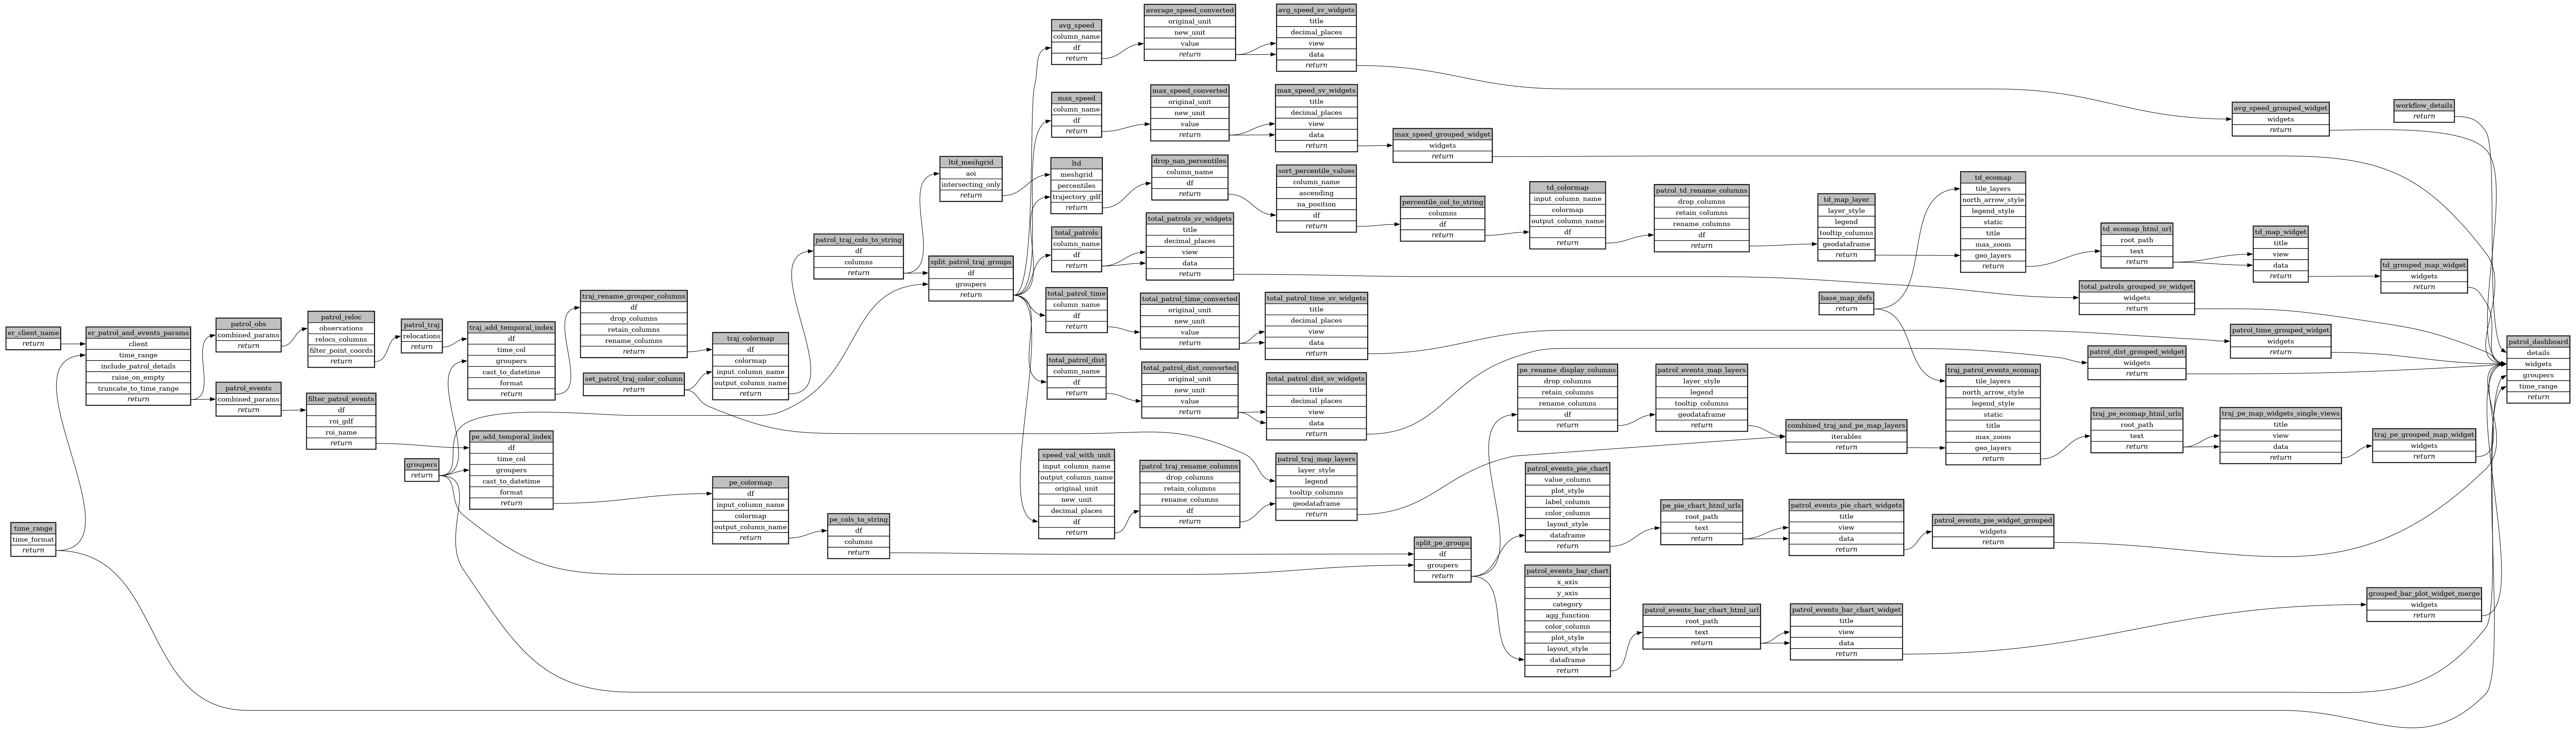 er_client_name
return
time_range
time_format
return
er_patrol_and_events_params
client
time_range
include_patrol_details
raise_on_empty
truncate_to_time_range
return
patrol_obs
combined_params
return
patrol_events
combined_params
return
patrol_reloc
observations
relocs_columns
filter_point_coords
return
filter_patrol_events
df
roi_gdf
roi_name
return
patrol_traj
relocations
return
groupers
return
traj_add_temporal_index
df
time_col
groupers
cast_to_datetime
format
return
pe_add_temporal_index
df
time_col
groupers
cast_to_datetime
format
return
traj_rename_grouper_columns
df
drop_columns
retain_columns
rename_columns
return
set_patrol_traj_color_column
return
traj_colormap
df
colormap
input_column_name
output_column_name
return
pe_colormap
df
input_column_name
colormap
output_column_name
return
patrol_traj_cols_to_string
df
columns
return
pe_cols_to_string
df
columns
return
ltd_meshgrid
aoi
intersecting_only
return
split_patrol_traj_groups
df
groupers
return
avg_speed
column_name
df
return
max_speed
column_name
df
return
ltd
meshgrid
percentiles
trajectory_gdf
return
total_patrols
column_name
df
return
total_patrol_time
column_name
df
return
total_patrol_dist
column_name
df
return
speed_val_with_unit
input_column_name
output_column_name
original_unit
new_unit
decimal_places
df
return
average_speed_converted
original_unit
new_unit
value
return
max_speed_converted
original_unit
new_unit
value
return
drop_nan_percentiles
column_name
df
return
total_patrols_sv_widgets
title
decimal_places
view
data
return
total_patrol_time_converted
original_unit
new_unit
value
return
total_patrol_dist_converted
original_unit
new_unit
value
return
patrol_traj_rename_columns
drop_columns
retain_columns
rename_columns
df
return
avg_speed_sv_widgets
title
decimal_places
view
data
return
max_speed_sv_widgets
title
decimal_places
view
data
return
sort_percentile_values
column_name
ascending
na_position
df
return
total_patrol_time_sv_widgets
title
decimal_places
view
data
return
total_patrol_dist_sv_widgets
title
decimal_places
view
data
return
patrol_traj_map_layers
layer_style
legend
tooltip_columns
geodataframe
return
max_speed_grouped_widget
widgets
return
percentile_col_to_string
columns
df
return
split_pe_groups
df
groupers
return
td_colormap
input_column_name
colormap
output_column_name
df
return
pe_rename_display_columns
drop_columns
retain_columns
rename_columns
df
return
patrol_events_pie_chart
value_column
plot_style
label_column
color_column
layout_style
dataframe
return
patrol_events_bar_chart
x_axis
y_axis
category
agg_function
color_column
plot_style
layout_style
dataframe
return
patrol_td_rename_columns
drop_columns
retain_columns
rename_columns
df
return
patrol_events_map_layers
layer_style
legend
tooltip_columns
geodataframe
return
pe_pie_chart_html_urls
root_path
text
return
patrol_events_bar_chart_html_url
root_path
text
return
td_map_layer
layer_style
legend
tooltip_columns
geodataframe
return
base_map_defs
return
combined_traj_and_pe_map_layers
iterables
return
patrol_events_pie_chart_widgets
title
view
data
return
patrol_events_bar_chart_widget
title
view
data
return
td_ecomap
tile_layers
north_arrow_style
legend_style
static
title
max_zoom
geo_layers
return
traj_patrol_events_ecomap
tile_layers
north_arrow_style
legend_style
static
title
max_zoom
geo_layers
return
patrol_events_pie_widget_grouped
widgets
return
td_ecomap_html_url
root_path
text
return
total_patrols_grouped_sv_widget
widgets
return
patrol_dist_grouped_widget
widgets
return
traj_pe_ecomap_html_urls
root_path
text
return
avg_speed_grouped_widget
widgets
return
td_map_widget
title
view
data
return
patrol_time_grouped_widget
widgets
return
traj_pe_map_widgets_single_views
title
view
data
return
workflow_details
return
td_grouped_map_widget
widgets
return
traj_pe_grouped_map_widget
widgets
return
grouped_bar_plot_widget_merge
widgets
return
patrol_dashboard
details
widgets
groupers
time_range
return